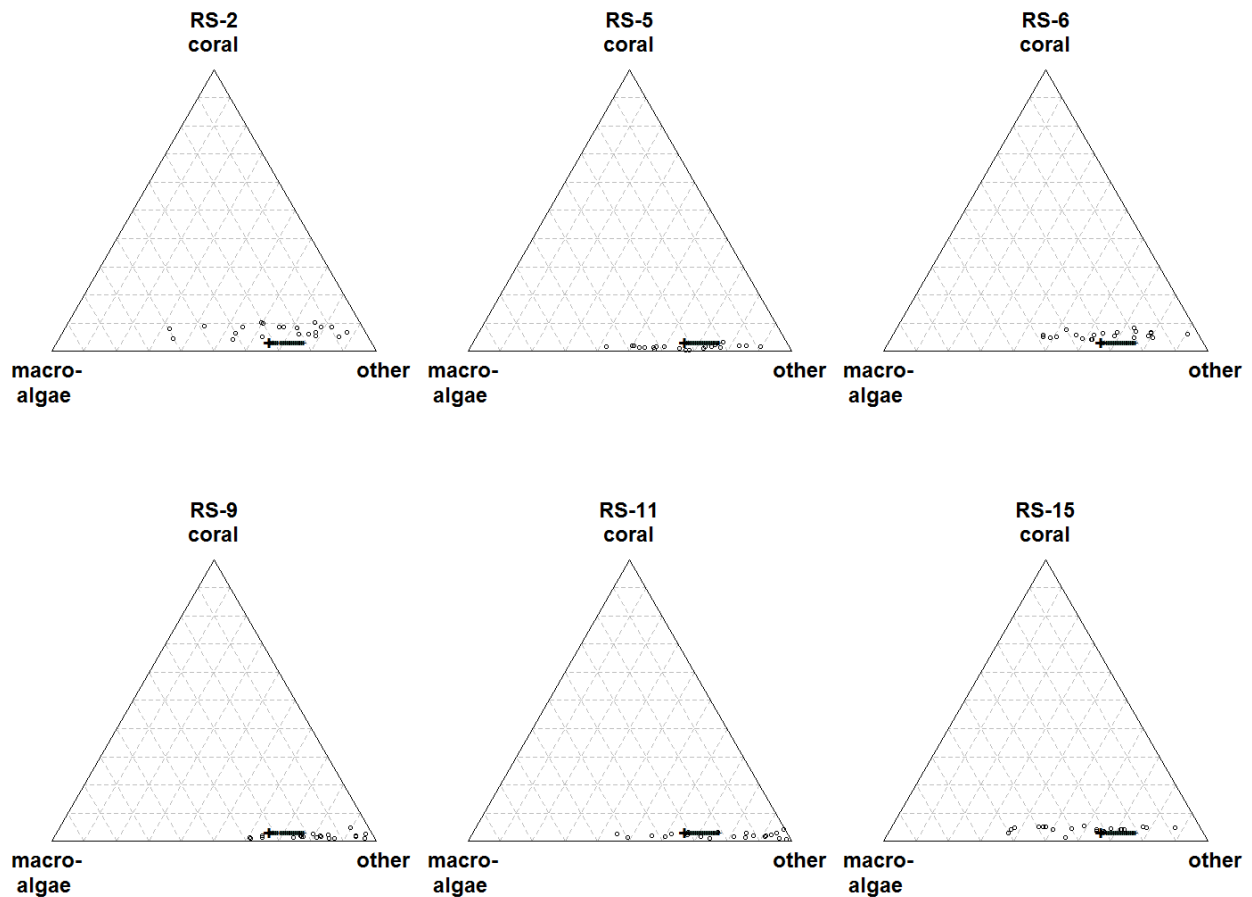 RS-2
coral
macro-
algae
other
RS-5
coral
macro-
algae
other
RS-6
coral
macro-
algae
other
RS-9
coral
macro-
algae
other
RS-11
coral
macro-
algae
other
RS-15
coral
macro-
algae
other